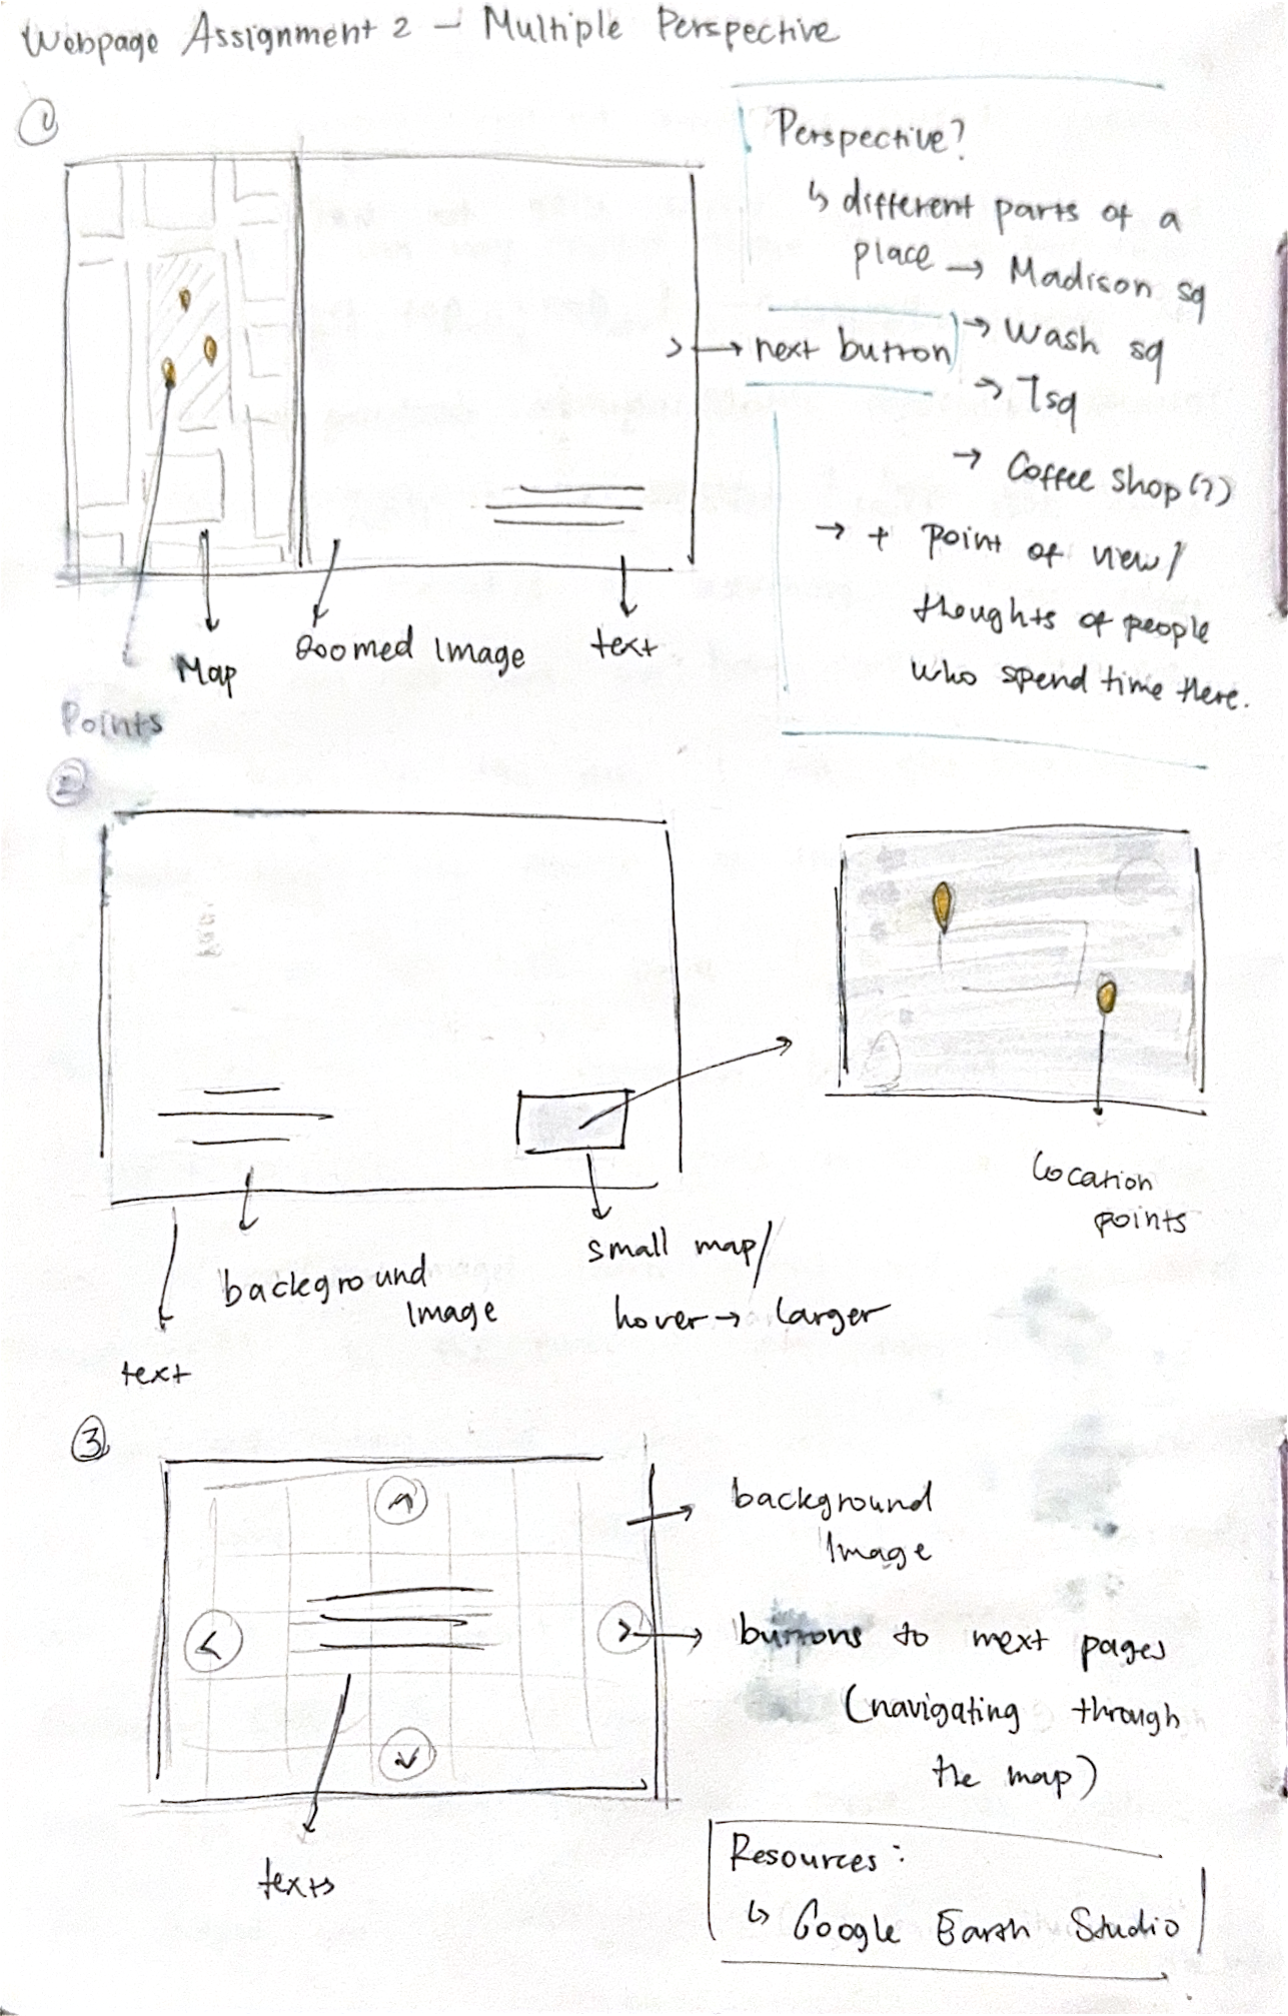 Webpage Assignment 2 — Multiple Perspective
①
Perspective?
↳ different parts of a
place → Madison sq
→ Wash sq
→ Tsq
→ Coffee shop (?)
→ + point of view/
thoughts of people
who spend time there.
> → next button
Map
Zoomed Image
text
Points
②
location
points
small map/
hover → larger
background
Image
text
③
^
<
>
v
background
Image
buttons to next pages
(navigating through
the map)
texts
Resources:
↳ Google Earth Studio